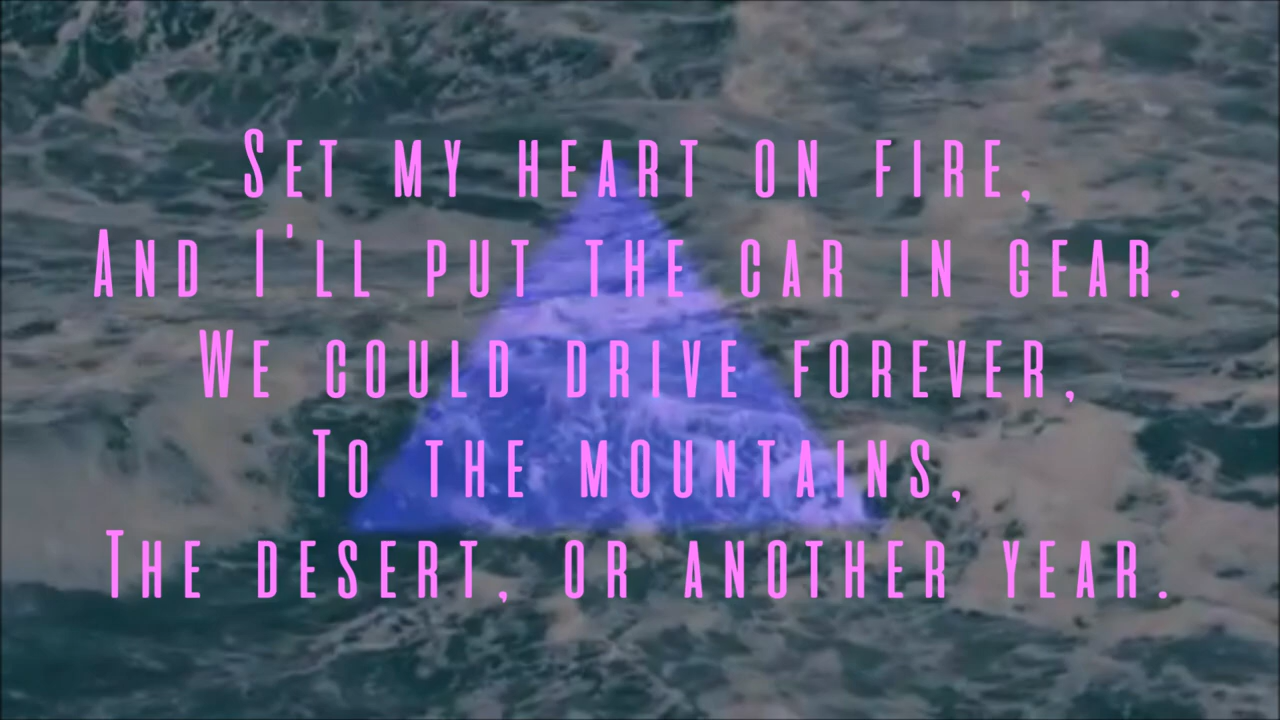 Set my heart on fire,
And I'll put the car in gear.
We could drive forever,
To the mountains,
The desert, or another year.